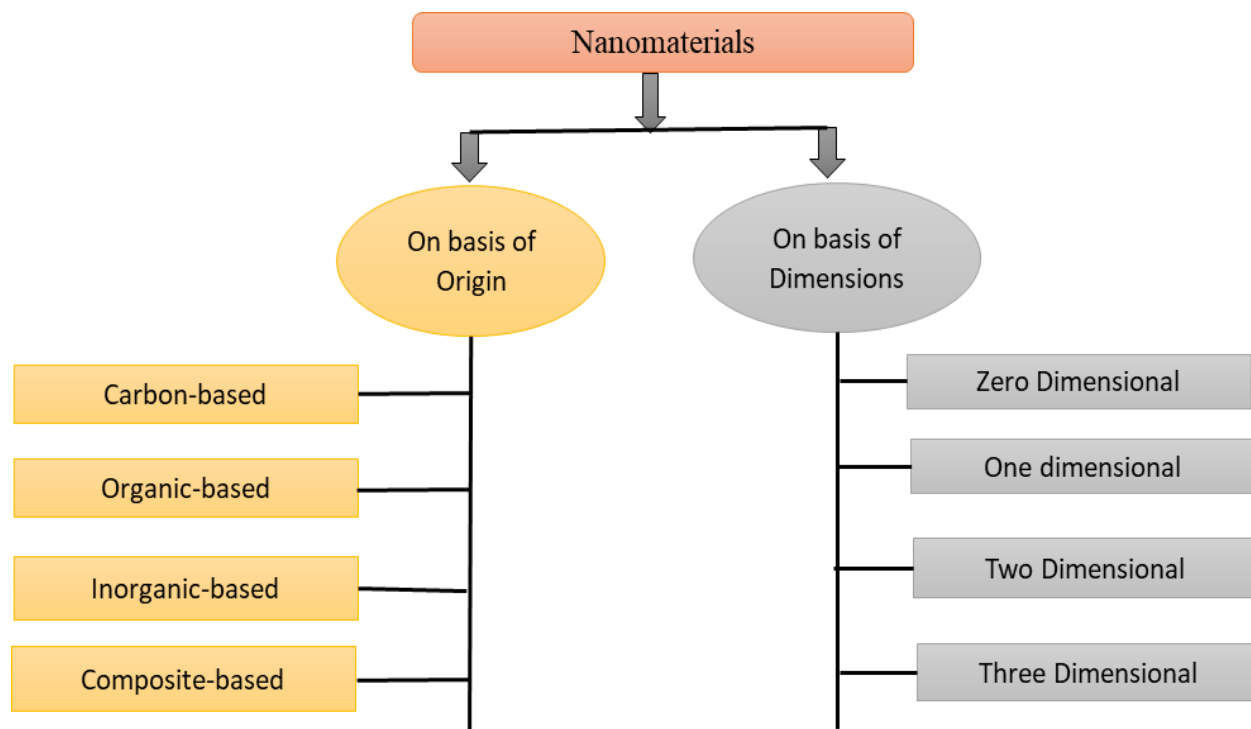 Nanomaterials
On basis of
Origin
On basis of
Dimensions
Carbon-based
Organic-based
Inorganic-based
Composite-based
Zero Dimensional
One dimensional
Two Dimensional
Three Dimensional